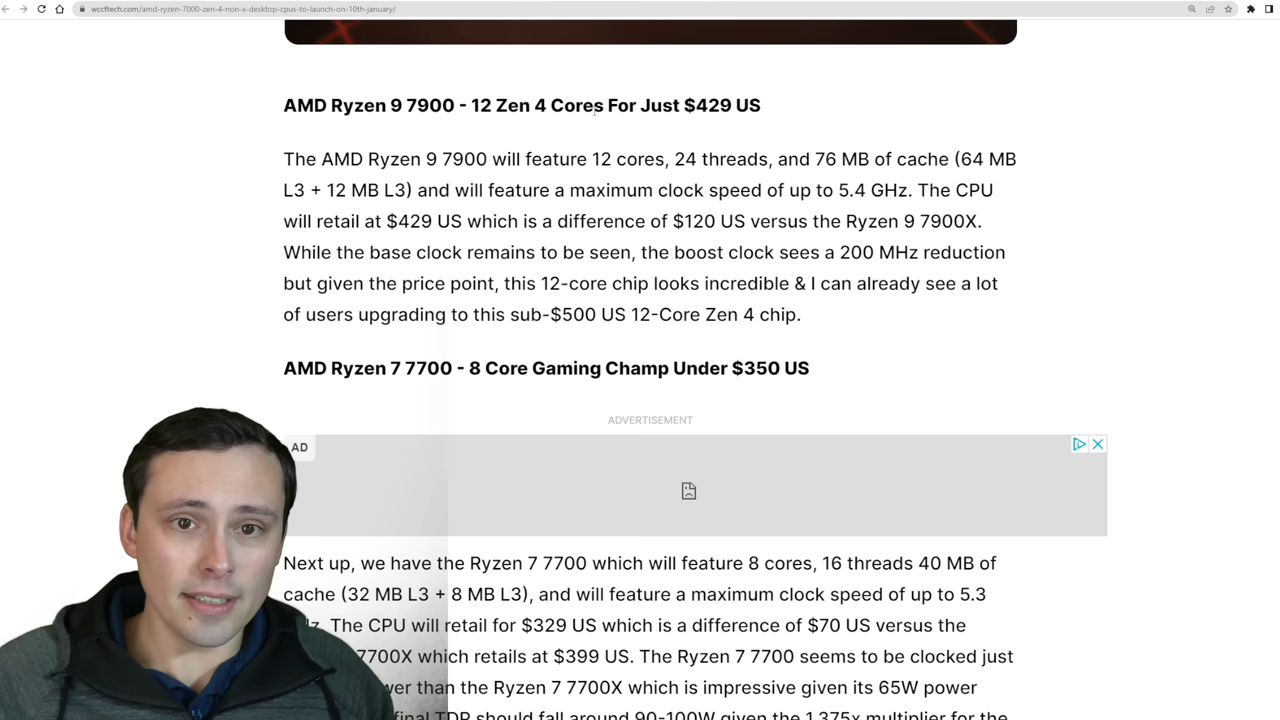 wccftech.com/amd-ryzen-7000-zen-4-non-x-desktop-cpus-to-launch-on-10th-january/
AMD Ryzen 9 7900 - 12 Zen 4 Cores For Just $429 US
The AMD Ryzen 9 7900 will feature 12 cores, 24 threads, and 76 MB of cache (64 MB
L3 + 12 MB L3) and will feature a maximum clock speed of up to 5.4 GHz. The CPU
will retail at $429 US which is a difference of $120 US versus the Ryzen 9 7900X.
While the base clock remains to be seen, the boost clock sees a 200 MHz reduction
but given the price point, this 12-core chip looks incredible & I can already see a lot
of users upgrading to this sub-$500 US 12-Core Zen 4 chip.
AMD Ryzen 7 7700 - 8 Core Gaming Champ Under $350 US
ADVERTISEMENT
AD
Next up, we have the Ryzen 7 7700 which will feature 8 cores, 16 threads 40 MB of
cache (32 MB L3 + 8 MB L3), and will feature a maximum clock speed of up to 5.3
The CPU will retail for $329 US which is a difference of $70 US versus the
7700X which retails at $399 US. The Ryzen 7 7700 seems to be clocked just
than the Ryzen 7 7700X which is impressive given its 65W power
final TDP should fall around 90-100W given the 1.375x multiplier for the